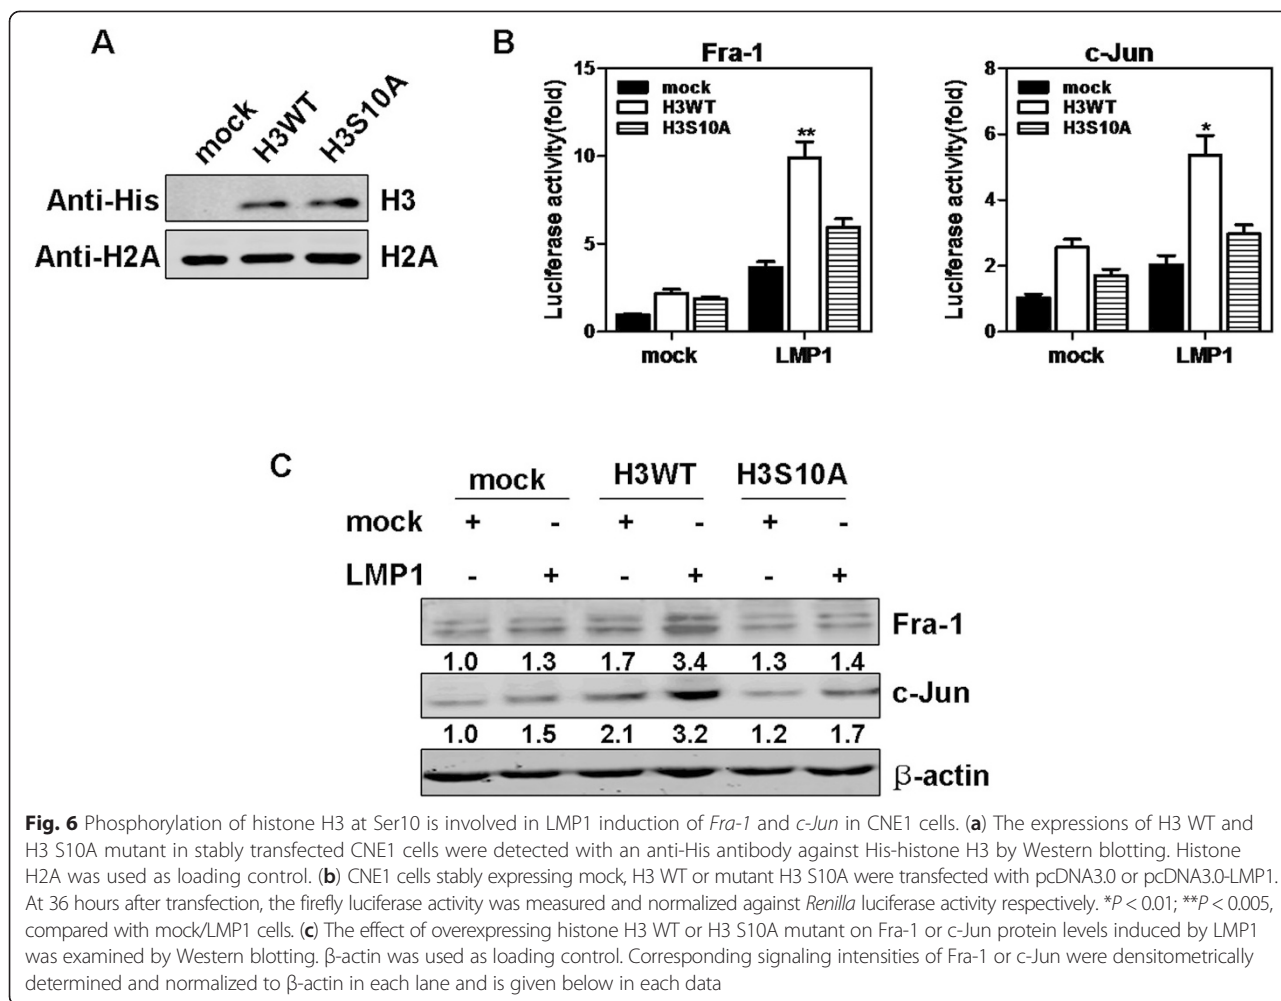 A
mock
H3WT
H3S10A
Anti-His
H3
Anti-H2A
H2A
B
Fra-1
15
10
5
0
Luciferase activity(fold)
mock
H3WT
H3S10A
**
mock
LMP1
c-Jun
8
6
4
2
0
Luciferase activity(fold)
mock
H3WT
H3S10A
*
mock
LMP1
C
mock H3WT H3S10A
mock + - + - + -
LMP1 - + - + - +
Fra-1
1.0 1.3 1.7 3.4 1.3 1.4
c-Jun
1.0 1.5 2.1 3.2 1.2 1.7
β-actin
Fig. 6 Phosphorylation of histone H3 at Ser10 is involved in LMP1 induction of Fra-1 and c-Jun in CNE1 cells. (a) The expressions of H3 WT and
H3 S10A mutant in stably transfected CNE1 cells were detected with an anti-His antibody against His-histone H3 by Western blotting. Histone
H2A was used as loading control. (b) CNE1 cells stably expressing mock, H3 WT or mutant H3 S10A were transfected with pcDNA3.0 or pcDNA3.0-LMP1.
At 36 hours after transfection, the firefly luciferase activity was measured and normalized against Renilla luciferase activity respectively. *P < 0.01; **P < 0.005,
compared with mock/LMP1 cells. (c) The effect of overexpressing histone H3 WT or H3 S10A mutant on Fra-1 or c-Jun protein levels induced by LMP1
was examined by Western blotting. β-actin was used as loading control. Corresponding signaling intensities of Fra-1 or c-Jun were densitometrically
determined and normalized to β-actin in each lane and is given below in each data